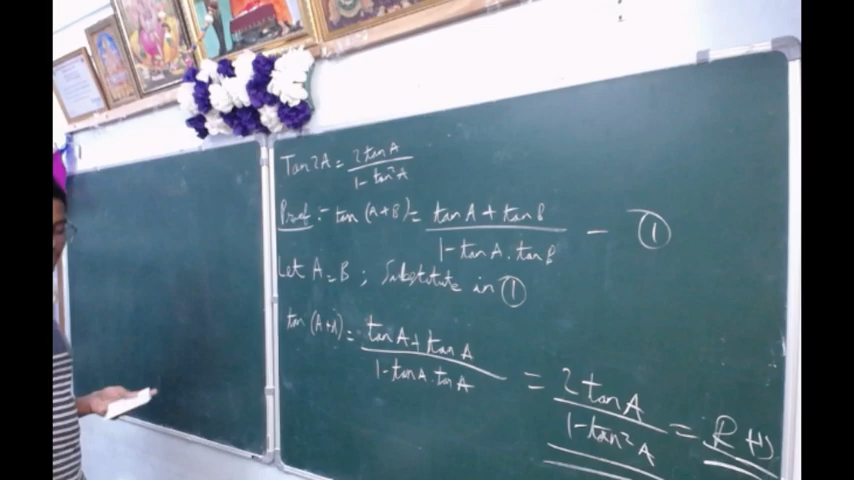 Tan2A = 2tanA / 1-tan²A
Proof :- tan (A+B) = tanA + tanB / 1-tanA.tanB - ①
Let A=B ; Substitute in ①
tan (A+A) = tanA + tanA / 1-tanA.tanA = 2tanA / 1-tan²A = RHS